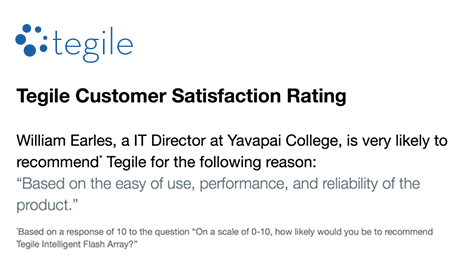 tegile
Tegile Customer Satisfaction Rating
William Earles, a IT Director at Yavapai College, is very likely to
recommend* Tegile for the following reason:
“Based on the easy of use, performance, and reliability of the
product.”
*Based on a response of 10 to the question “On a scale of 0-10, how likely would you be to recommend
Tegile Intelligent Flash Array?”